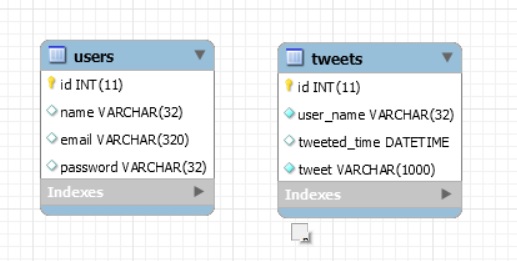 users
id INT(11)
name VARCHAR(32)
email VARCHAR(320)
password VARCHAR(32)
Indexes
tweets
id INT(11)
user_name VARCHAR(32)
tweeted_time DATETIME
tweet VARCHAR(1000)
Indexes